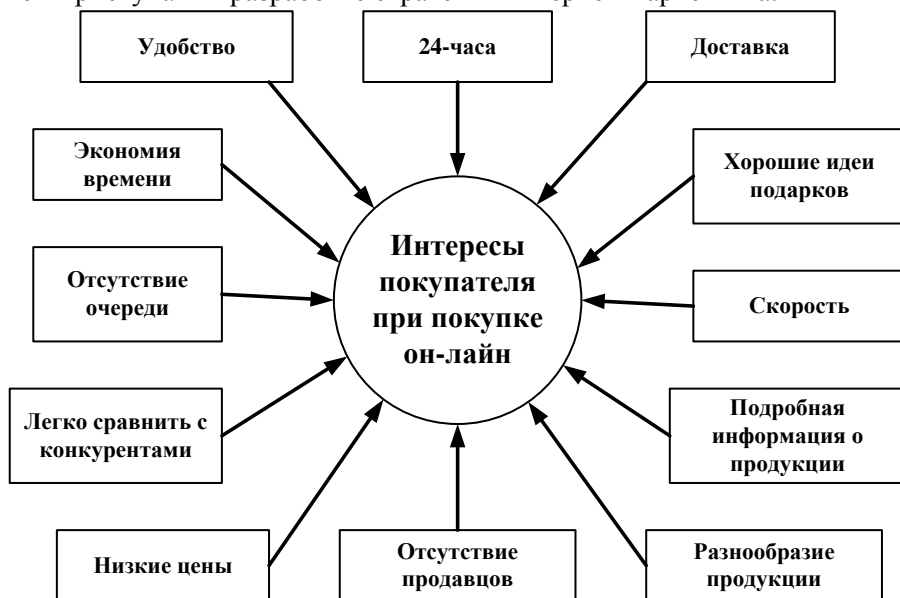 Удобство
24-часа
Доставка
Экономия
времени
Хорошие идеи
подарков
Отсутствие
очереди
Интересы
покупателя
при покупке
он-лайн
Скорость
Легко сравнить с
конкурентами
Подробная
информация о
продукции
Низкие цены
Отсутствие
продавцов
Разнообразие
продукции